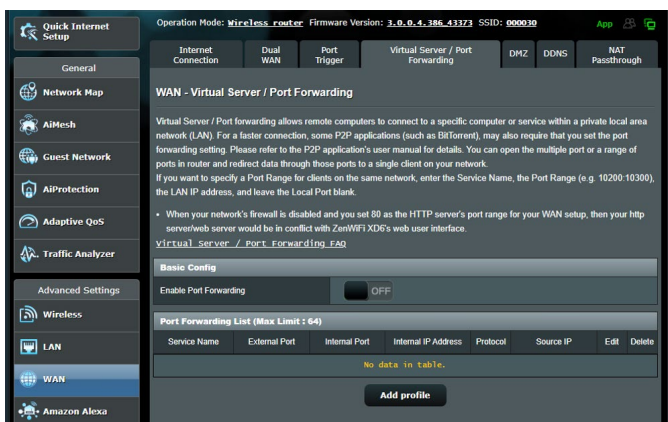 Quick Internet
Setup
Operation Mode: Wireless router Firmware Version: 3.0.0.4.386_43373 SSID: 000030
App
Internet
Connection
Dual
WAN
Port
Trigger
Virtual Server / Port
Forwarding
DMZ
DDNS
NAT
Passthrough
General
Network Map
AiMesh
Guest Network
AiProtection
Adaptive QoS
Traffic Analyzer
Advanced Settings
Wireless
LAN
WAN
Amazon Alexa
WAN - Virtual Server / Port Forwarding
Virtual Server / Port forwarding allows remote computers to connect to a specific computer or service within a private local area
network (LAN). For a faster connection, some P2P applications (such as BitTorrent), may also require that you set the port
forwarding setting. Please refer to the P2P application's user manual for details. You can open the multiple port or a range of
ports in router and redirect data through those ports to a single client on your network.
If you want to specify a Port Range for clients on the same network, enter the Service Name, the Port Range (e.g. 10200:10300),
the LAN IP address, and leave the Local Port blank.
• When your network's firewall is disabled and you set 80 as the HTTP server's port range for your WAN setup, then your http
server/web server would be in conflict with ZenWiFi XD6's web user interface.
Virtual Server / Port Forwarding FAQ
Basic Config
Enable Port Forwarding
OFF
Port Forwarding List (Max Limit : 64)
Service Name External Port Internal Port Internal IP Address Protocol Source IP Edit Delete
No data in table.
Add profile